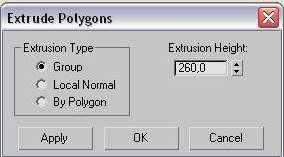 Extrude Polygons
Extrusion Type
Extrusion Height:
Group
260,0
Local Normal
By Polygon
Apply
OK
Cancel